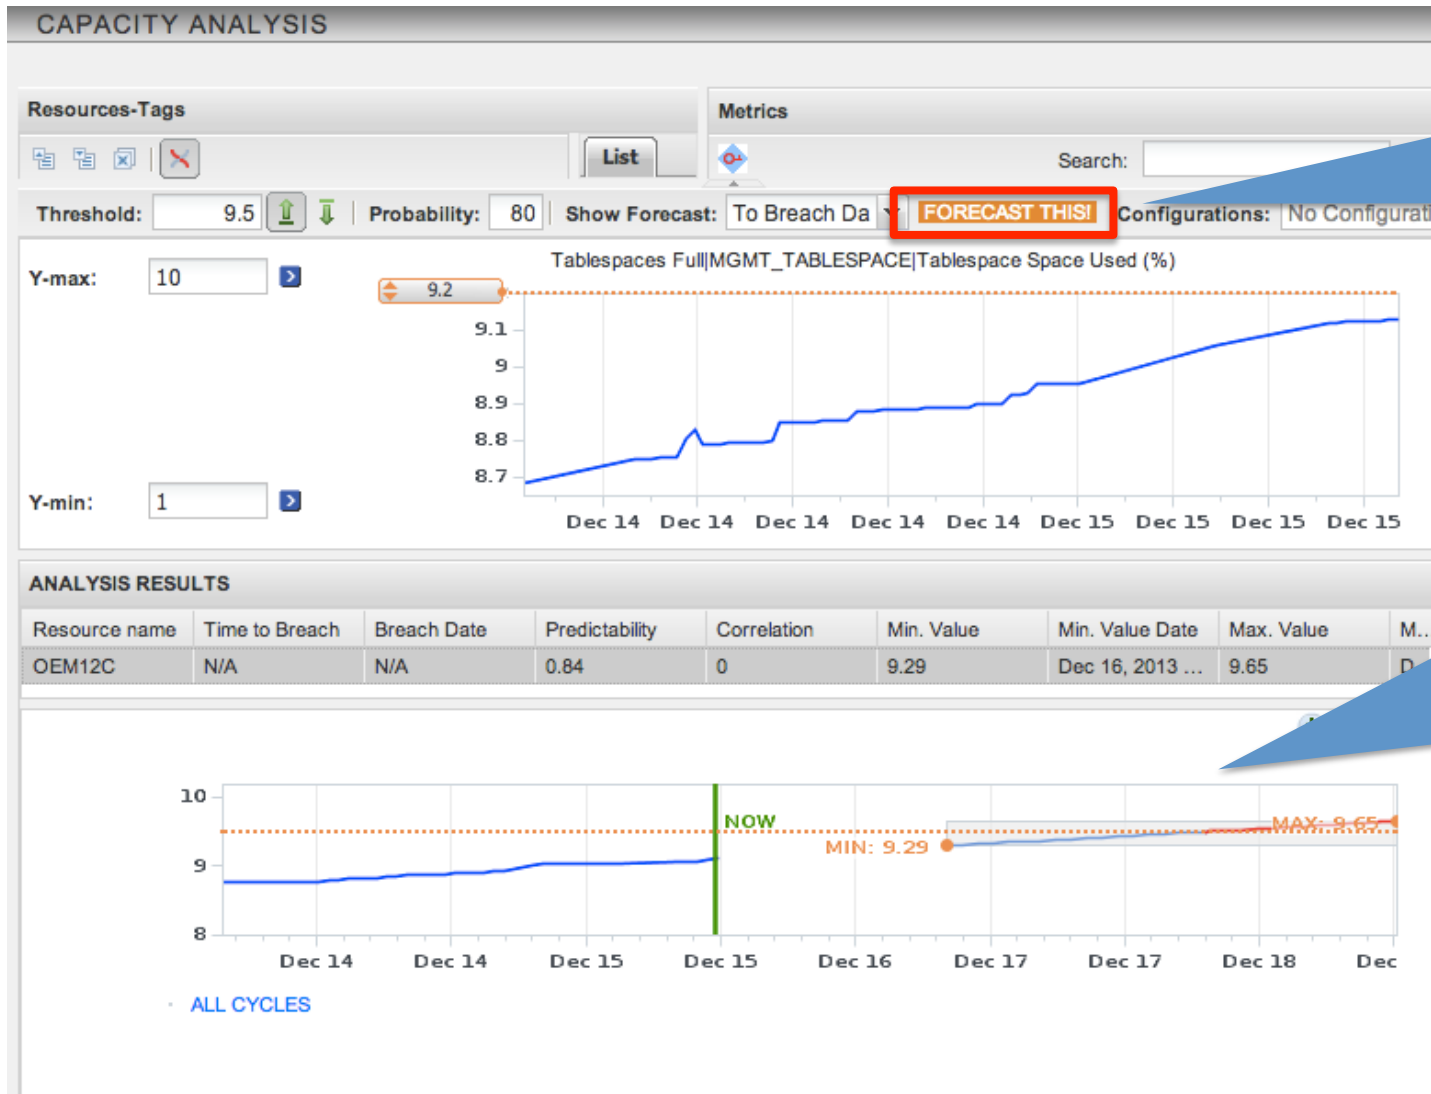 CAPACITY ANALYSIS
Resources-Tags
Metrics
List
Search:
Threshold: 9.5 Probability: 80 Show Forecast: To Breach Da FORECAST THIS! Configurations: No Configurati
Tablespaces Full|MGMT_TABLESPACE|Tablespace Space Used (%)
Y-max: 10
9.2
9.1
9
8.9
8.8
8.7
Y-min: 1
Dec 14 Dec 14 Dec 14 Dec 14 Dec 14 Dec 15 Dec 15 Dec 15 Dec 15
ANALYSIS RESULTS
Resource name Time to Breach Breach Date Predictability Correlation Min. Value Min. Value Date Max. Value M...
OEM12C N/A N/A 0.84 0 9.29 Dec 16, 2013 ... 9.65 D
10
NOW
MAX: 9.65
MIN: 9.29
9
8
Dec 14 Dec 14 Dec 15 Dec 15 Dec 16 Dec 17 Dec 17 Dec 18 Dec
ALL CYCLES